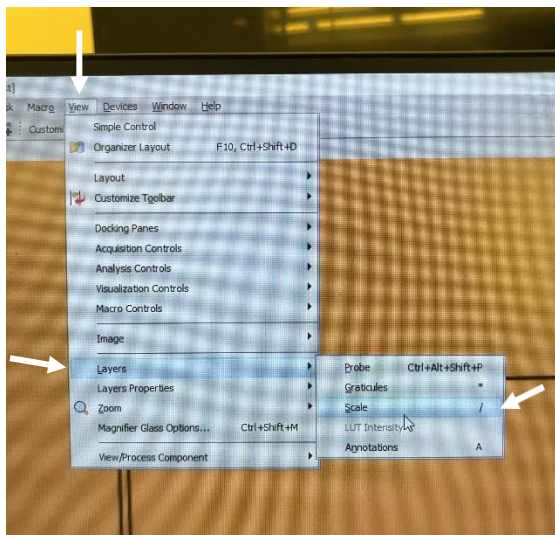 st]
sk Macro View Devices Window Help
Custom
Simple Control
Organizer Layout F10, Ctrl+Shift+D
Layout
Customize Toolbar
Docking Panes
Acquisition Controls
Analysis Controls
Visualization Controls
Macro Controls
Image
Layers
Layers Properties
Zoom
Magnifier Glass Options... Ctrl+Shift+M
View/Process Component
Probe Ctrl+Alt+Shift+P
Graticules *
Scale /
LUT Intensity
Annotations A